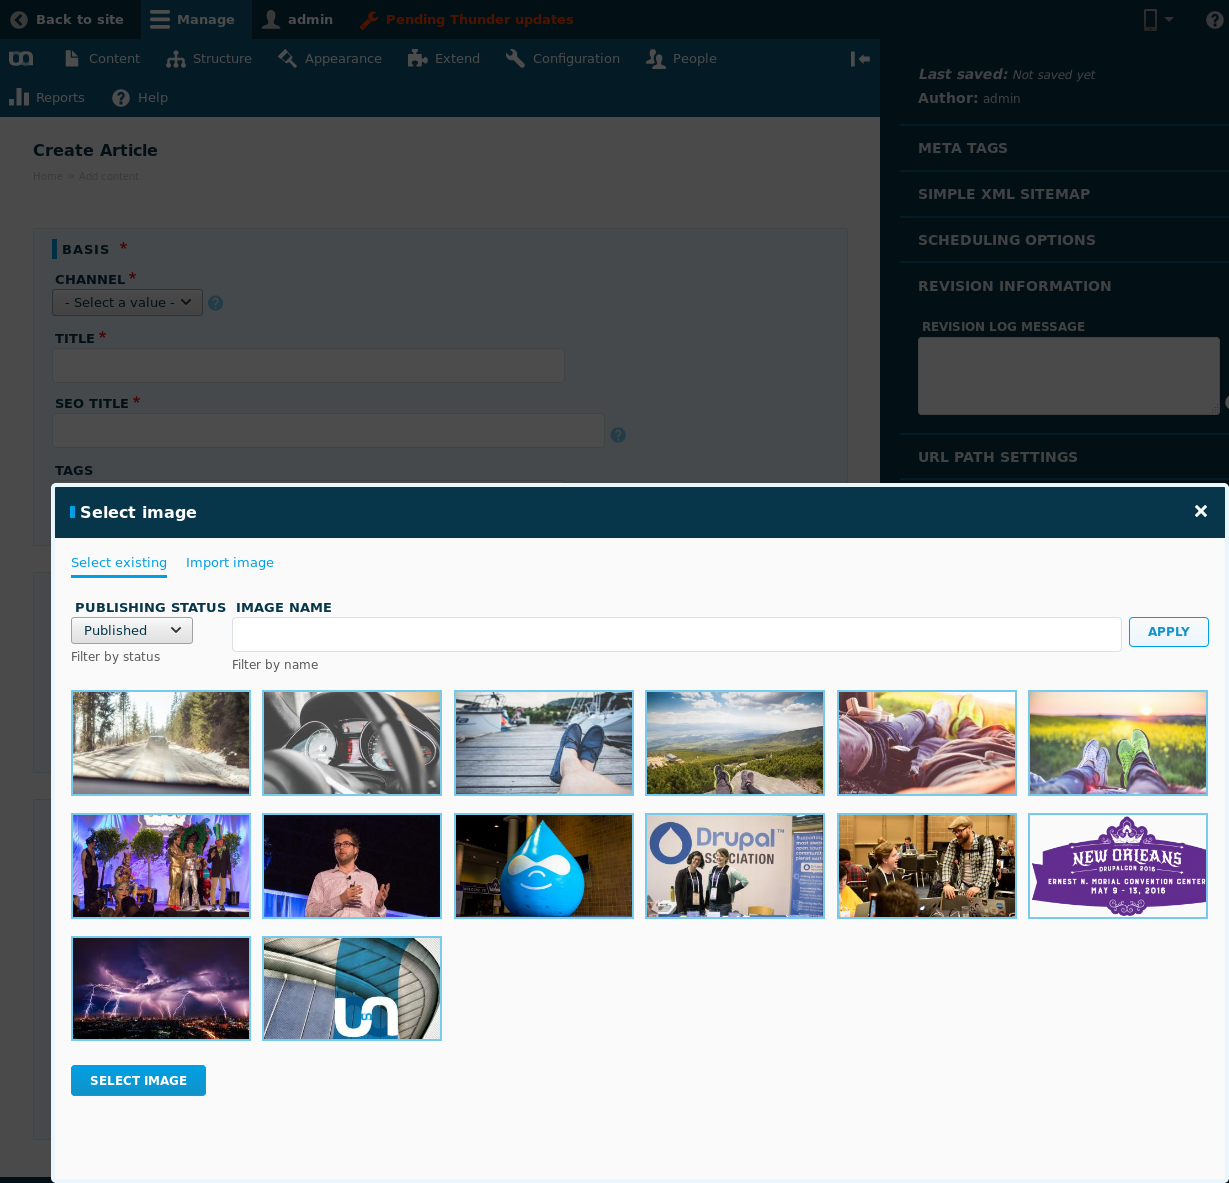 Back to site
Manage
admin
Pending Thunder updates
Content
Structure
Appearance
Extend
Configuration
People
Reports
Help
Last saved: Not saved yet
Author: admin
META TAGS
SIMPLE XML SITEMAP
SCHEDULING OPTIONS
REVISION INFORMATION
REVISION LOG MESSAGE
URL PATH SETTINGS
Create Article
Home » Add content
BASIS *
CHANNEL *
- Select a value -
TITLE *
SEO TITLE *
TAGS
Select image
Select existing
Import image
PUBLISHING STATUS
Published
Filter by status
IMAGE NAME
Filter by name
APPLY
Drupal™
ASSOCIATION
NEW ORLEANS
DRUPALCON 2016
ERNEST N. MORIAL CONVENTION CENTER
MAY 9 - 13, 2016
SELECT IMAGE